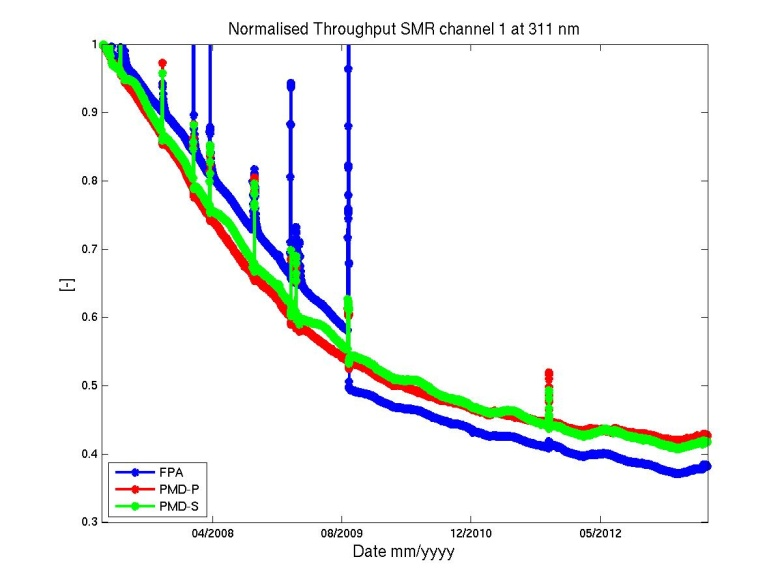 Normalised Throughput SMR channel 1 at 311 nm
1
0.9
0.8
0.7
0.6
0.5
0.4
0.3
[-]
FPA
PMD-P
PMD-S
04/2008 08/2009 12/2010 05/2012
Date mm/yyyy